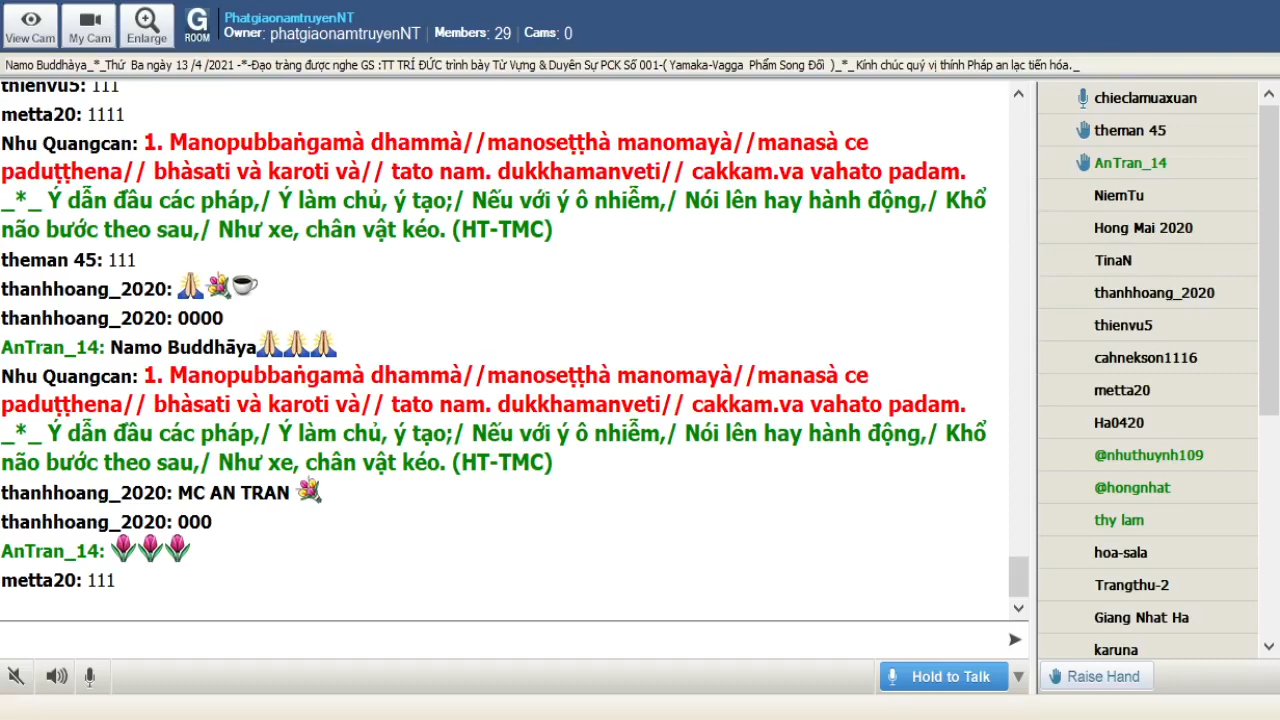 View Cam
My Cam
Enlarge
G
ROOM
PhatgiaonamtruyenNT
Owner: phatgiaonamtruyenNT | Members: 29 | Cams: 0
Namo Buddhàya_*_Thứ Ba ngày 13 /4 /2021 -*-Đạo tràng được nghe GS :TT TRÍ ĐỨC trình bày Từ Vựng & Duyên Sự PCK Số 001-( Yamaka-Vagga Phẩm Song Đối )_*_ Kính chúc quý vị thính Pháp an lạc tiến hóa._
thienvu5: 111
metta20: 1111
Nhu Quangcan: 1. Manopubbaṅgamà dhammà//manoseṭṭhà manomayà//manasà ce
paduṭṭhena// bhàsati và karoti và// tato nam. dukkhamanveti// cakkam.va vahato padam.
_*_ Ý dẫn đâu các pháp,/ Ý làm chủ, ý tạo;/ Nếu với ý ô nhiễm,/ Nói lên hay hành động,/ Khổ
não bước theo sau,/ Như xe, chân vật kéo. (HT-TMC)
theman 45: 111
thanhhoang_2020:
thanhhoang_2020: 0000
AnTran_14: Namo Buddhāya
Nhu Quangcan: 1. Manopubbaṅgamà dhammà//manoseṭṭhà manomayà//manasà ce
paduṭṭhena// bhàsati và karoti và// tato nam. dukkhamanveti// cakkam.va vahato padam.
_*_ Ý dẫn đâu các pháp,/ Ý làm chủ, ý tạo;/ Nếu với ý ô nhiễm,/ Nói lên hay hành động,/ Khổ
não bước theo sau,/ Như xe, chân vật kéo. (HT-TMC)
thanhhoang_2020: MC AN TRAN
thanhhoang_2020: 000
AnTran_14:
metta20: 111
Hold to Talk
chieclamuaxuan
theman 45
AnTran_14
NiemTu
Hong Mai 2020
TinaN
thanhhoang_2020
thienvu5
cahnekson1116
metta20
Ha0420
@nhuthuynh109
@hongnhat
thy lam
hoa-sala
Trangthu-2
Giang Nhat Ha
karuna
Raise Hand